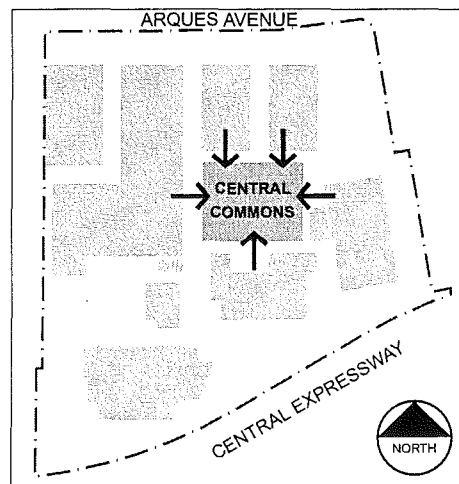 ARQUES AVENUE
CENTRAL
COMMONS
CENTRAL EXPRESSWAY
NORTH